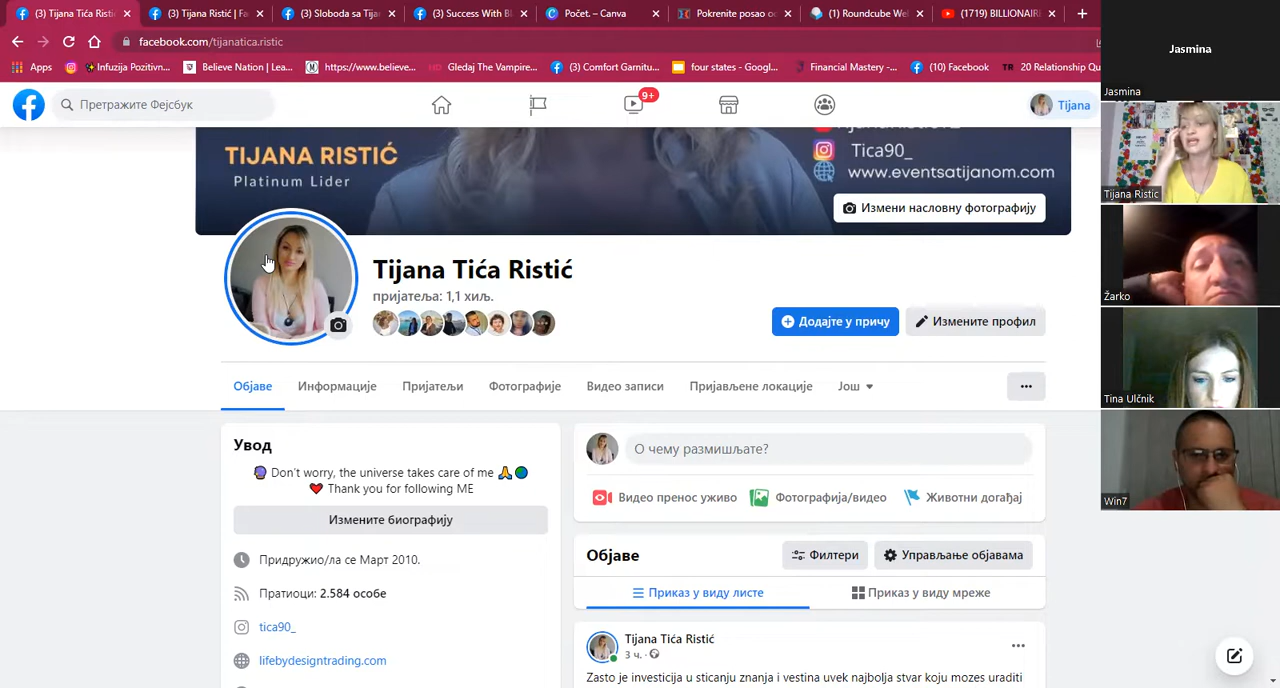 (3) Tijana Tića Risti
(3) Tijana Ristić | Fa
(3) Sloboda sa Tijan
(3) Success With Bl
Počet. – Canva
Pokrenite posao o
(1) Roundcube We
(1719) BILLIONAIR
facebook.com/tijanatica.ristic
Apps
Infuzija Pozitivn...
Believe Nation | Lea...
https://www.believe...
Gledaj The Vampire...
(3) Comfort Garnitu...
four states - Googl...
Financial Mastery -...
(10) Facebook
20 Relationship Qu
Претражите Фејсбук
9+
Tijana
TIJANA RISTIĆ
Platinum Lider
Tica90_
www.eventsatijanom.com
Измени насловну фотографију
Tijana Tića Ristić
пријатеља: 1,1 хиљ.
Додајте у причу
Измените профил
Објаве
Информације
Пријатељи
Фотографије
Видео записи
Пријављене локације
Још
Увод
Don't worry, the universe takes care of me
Thank you for following ME
Измените биографију
Придружио/ла се Март 2010.
Пратиоци: 2.584 особе
tica90_
lifebydesigntrading.com
О чему размишљате?
Видео пренос уживо
Фотографија/видео
Животни догађај
Објаве
Филтери
Управљање објавама
Приказ у виду листе
Приказ у виду мреже
Tijana Tića Ristić
3 ч.
Zasto je investicija u sticanju znanja i vestina uvek najbolja stvar koju mozes uraditi
Jasmina
Jasmina
Tijana Ristic
Žarko
Tina Ulčnik
Win7